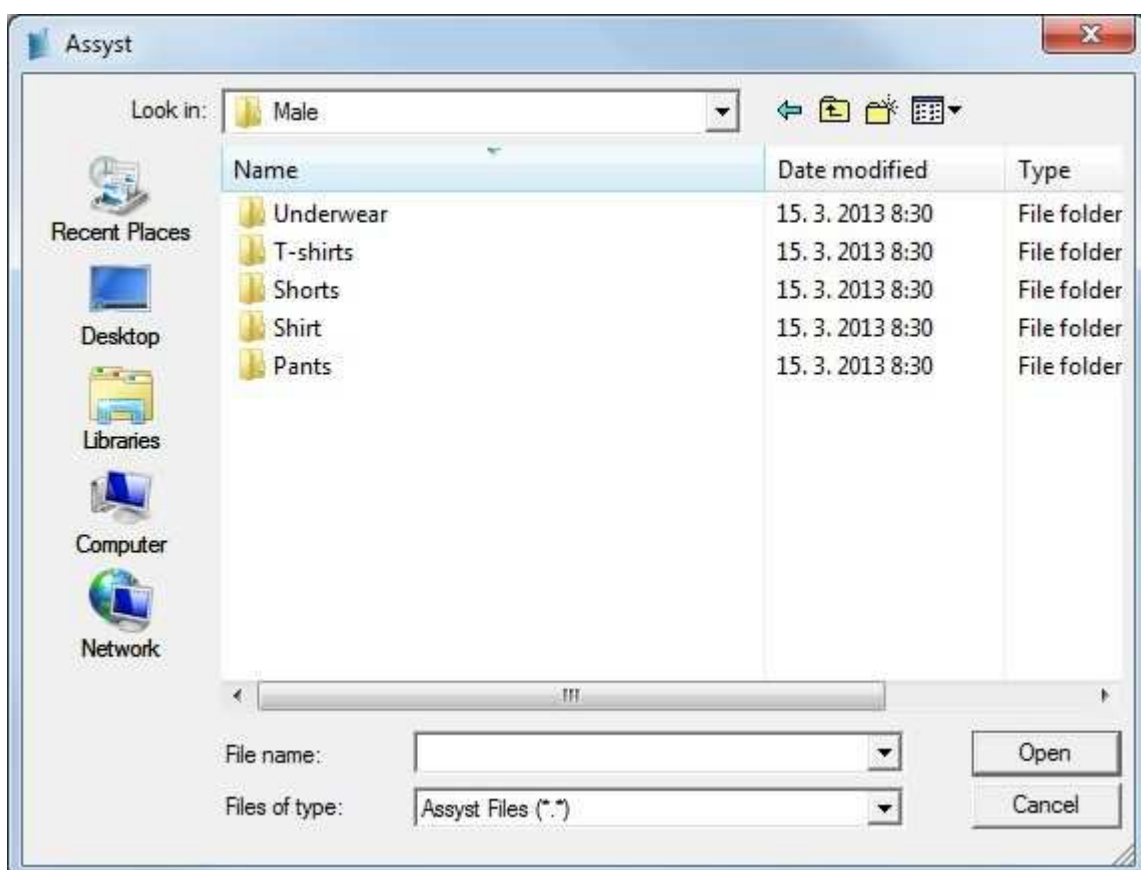 Assyst
Look in: Male
Name Date modified Type
Underwear 15. 3. 2013 8:30 File folder
T-shirts 15. 3. 2013 8:30 File folder
Shorts 15. 3. 2013 8:30 File folder
Shirt 15. 3. 2013 8:30 File folder
Pants 15. 3. 2013 8:30 File folder
Recent Places
Desktop
Libraries
Computer
Network
File name: Open
Files of type: Assyst Files (*.*) Cancel